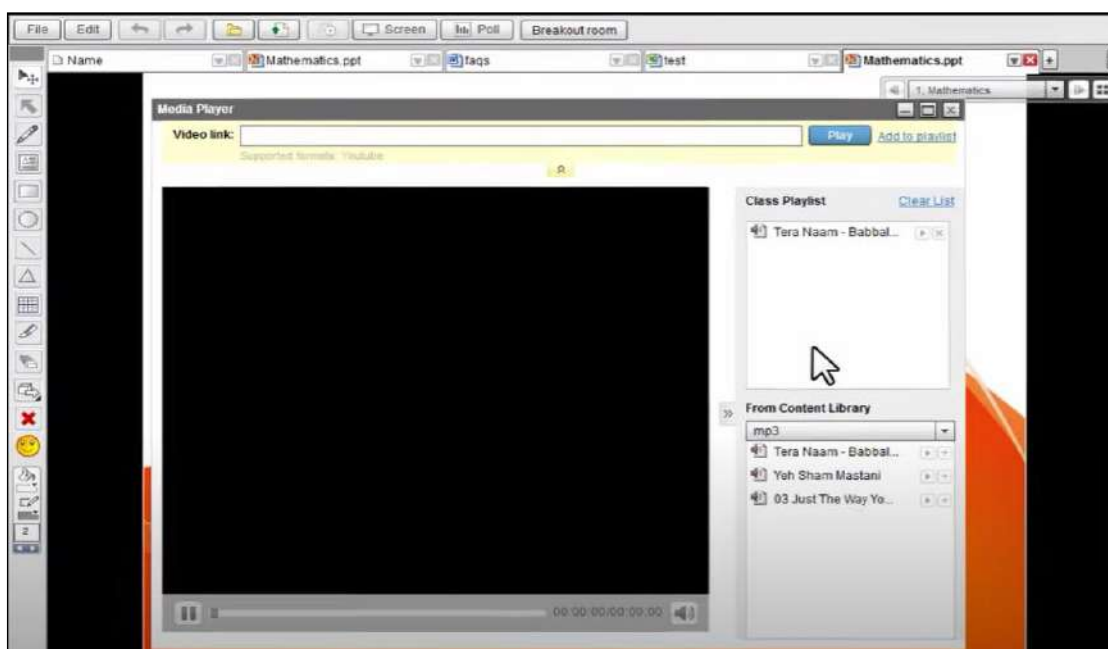 File Edit Screen Poll Breakout room
Name Mathematics.ppt faqs test Mathematics.ppt
1. Mathematics
Media Player
Video link: Play Add to playlist
Supported formats: Youtube
Class Playlist Clear List
Tera Naam - Babbal...
From Content Library
mp3
Tera Naam - Babbal...
Yeh Sham Mastani
03 Just The Way Yo...
2
00:00:00/00:00:00